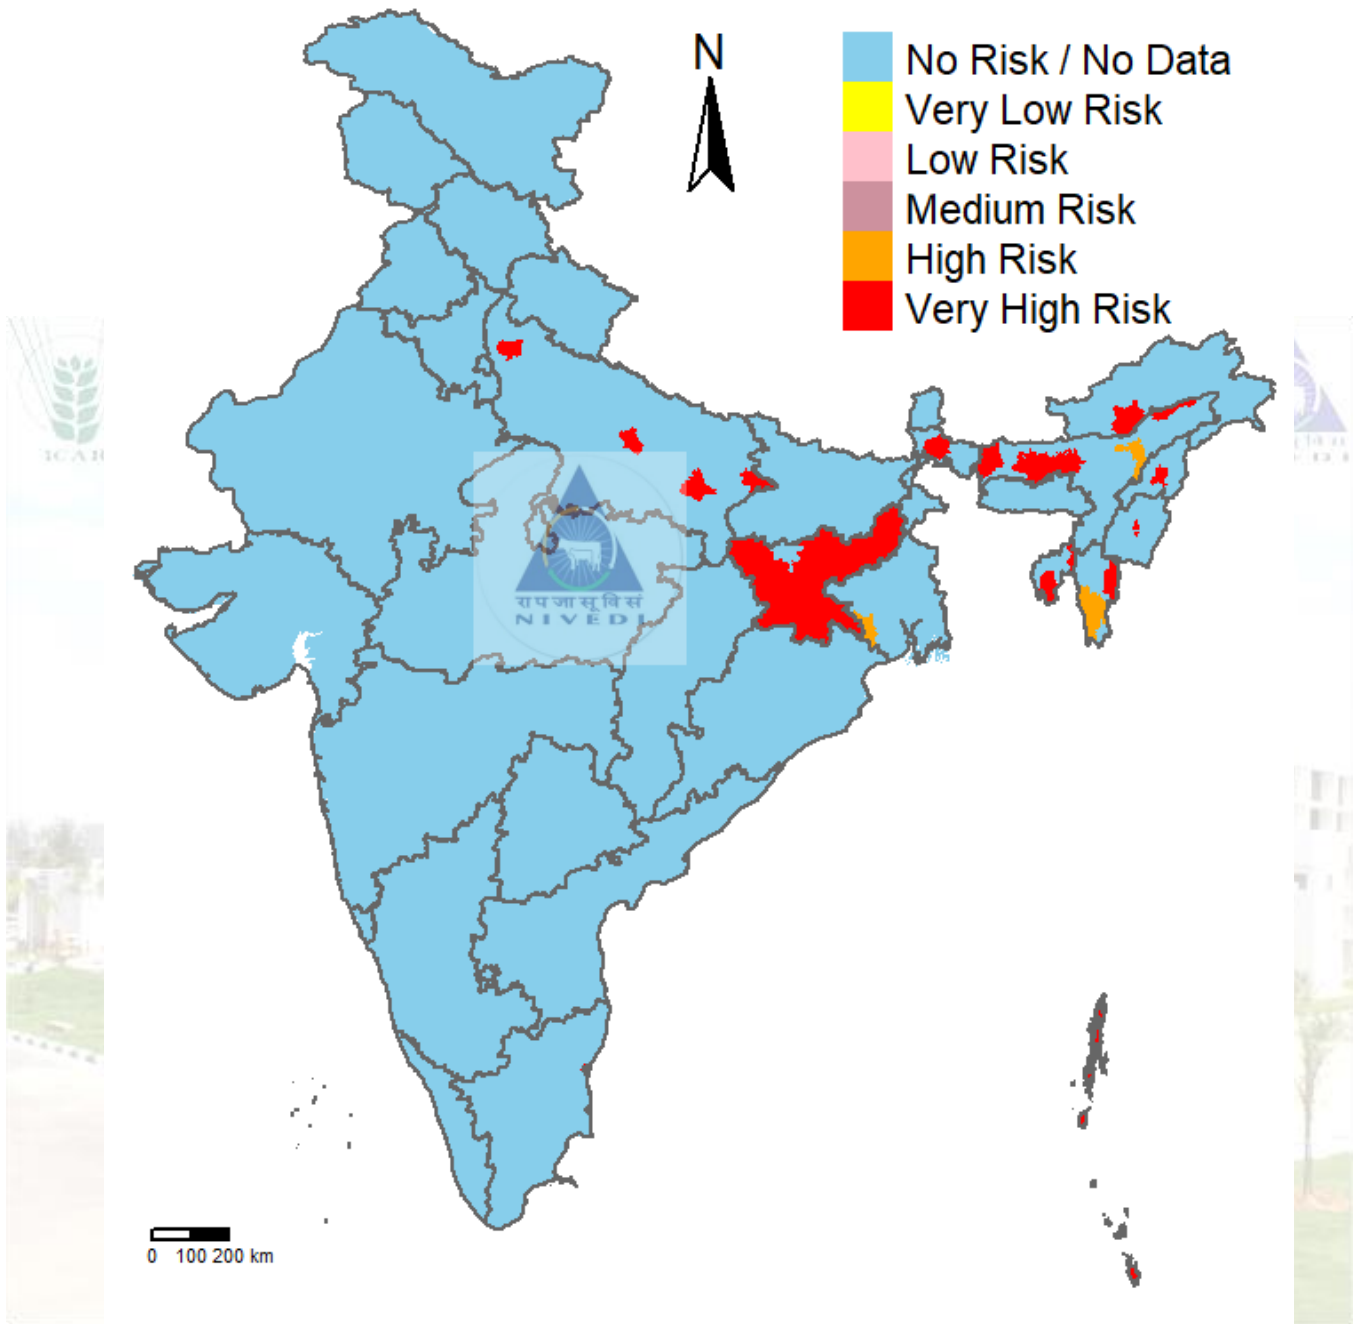 N
No Risk / No Data
Very Low Risk
Low Risk
Medium Risk
High Risk
Very High Risk
ICAR
राप जा सू वि सं
NIVEDI
0 100 200 km